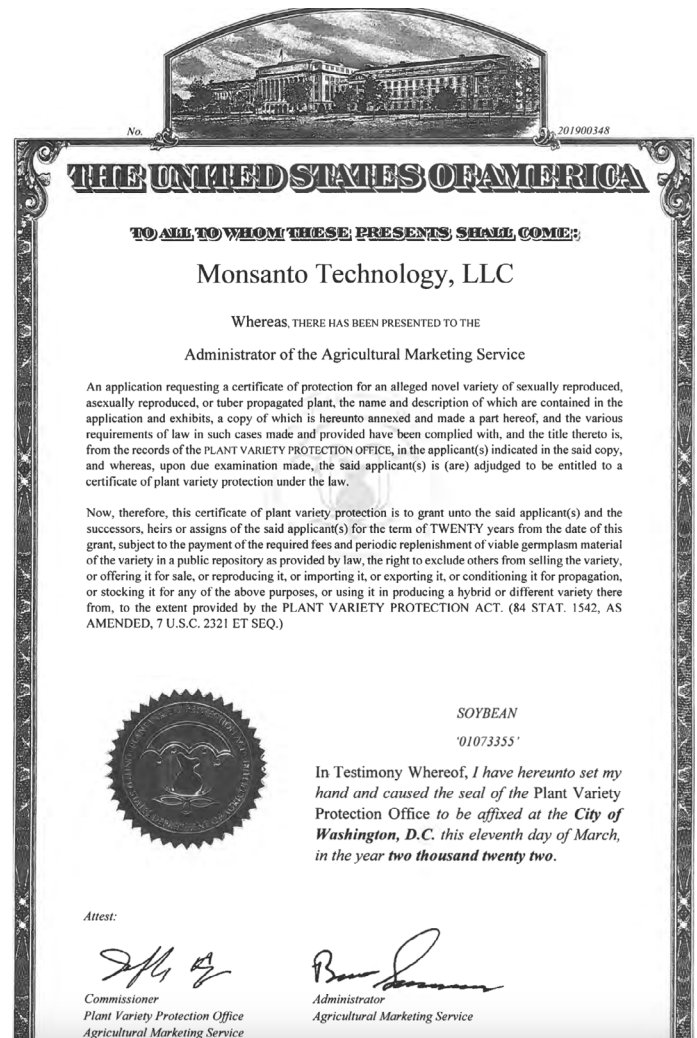 No.
201900348
THE UNITED STATES OF AMERICA
TO ALL TO WHOM THESE PRESENTS SHALL COME:
Monsanto Technology, LLC
Whereas, THERE HAS BEEN PRESENTED TO THE
Administrator of the Agricultural Marketing Service
An application requesting a certificate of protection for an alleged novel variety of sexually reproduced,
asexually reproduced, or tuber propagated plant, the name and description of which are contained in the
application and exhibits, a copy of which is hereunto annexed and made a part hereof, and the various
requirements of law in such cases made and provided have been complied with, and the title thereto is,
from the records of the PLANT VARIETY PROTECTION OFFICE, in the applicant(s) indicated in the said copy,
and whereas, upon due examination made, the said applicant(s) is (are) adjudged to be entitled to a
certificate of plant variety protection under the law.
Now, therefore, this certificate of plant variety protection is to grant unto the said applicant(s) and the
successors, heirs or assigns of the said applicant(s) for the term of TWENTY years from the date of this
grant, subject to the payment of the required fees and periodic replenishment of viable germplasm material
of the variety in a public repository as provided by law, the right to exclude others from selling the variety,
or offering it for sale, or reproducing it, or importing it, or exporting it, or conditioning it for propagation,
or stocking it for any of the above purposes, or using it in producing a hybrid or different variety there
from, to the extent provided by the PLANT VARIETY PROTECTION ACT. (84 STAT. 1542, AS
AMENDED, 7 U.S.C. 2321 ET SEQ.)
SOYBEAN
'01073355'
In Testimony Whereof, I have hereunto set my
hand and caused the seal of the Plant Variety
Protection Office to be affixed at the City of
Washington, D.C. this eleventh day of March,
in the year two thousand twenty two.
Attest:
Commissioner
Plant Variety Protection Office
Agricultural Marketing Service
Administrator
Agricultural Marketing Service